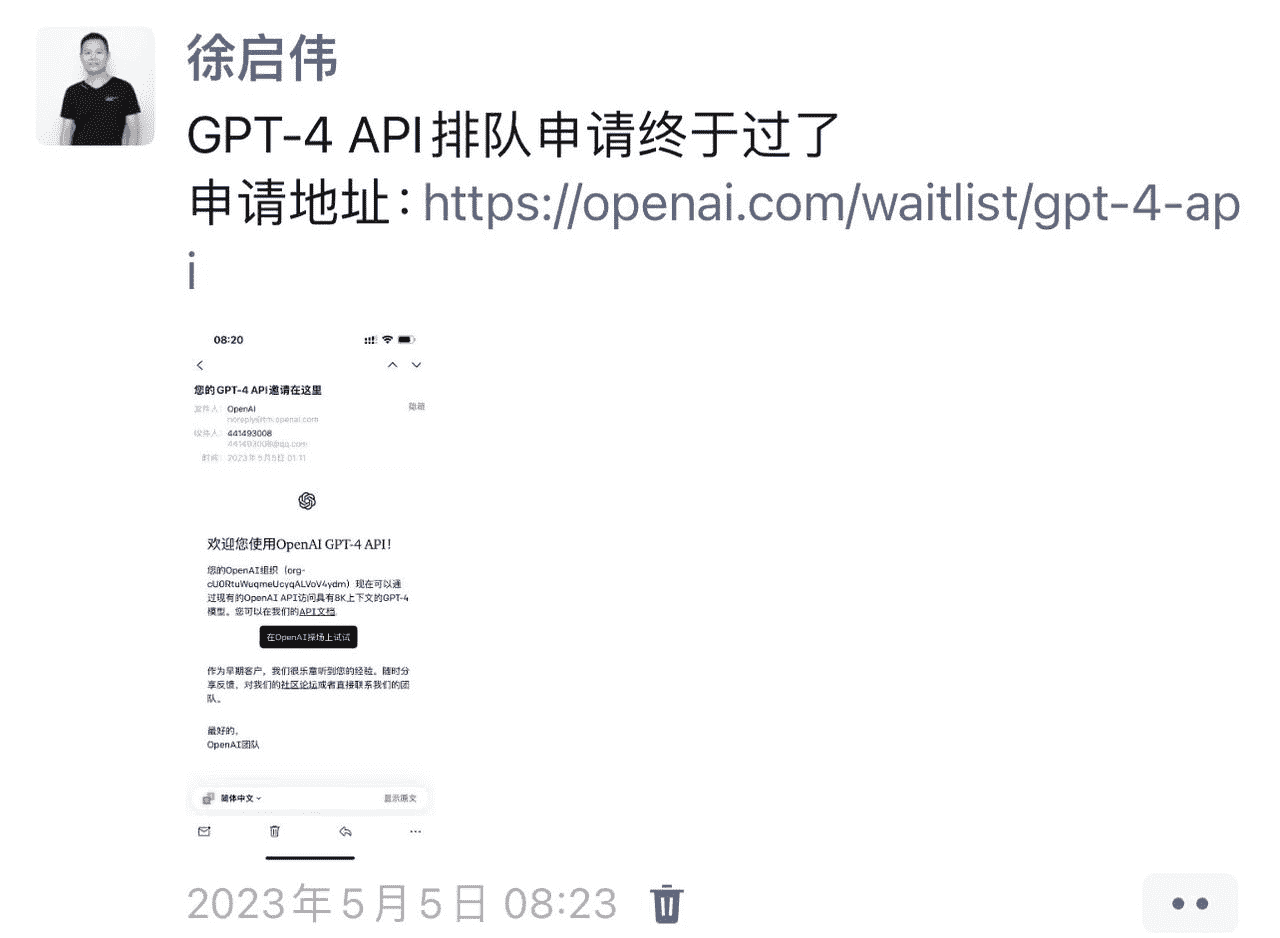 徐启伟
GPT-4 API排队申请终于过了
申请地址：https://openai.com/waitlist/gpt-4-ap
i
08:20
您的GPT-4 API邀请在这里
发件人： OpenAI 隐藏
noreply@tm.openai.com
收件人： 441493008
441493008@qq.com
时间： 2023年5月5日 01:11
欢迎您使用OpenAI GPT-4 API！
您的OpenAI组织（org-
cU0RtuWuqmeUcyqALVoV4ydm）现在可以通
过现有的OpenAI API访问具有8K上下文的GPT-4
模型。您可以在我们的API文档.
在OpenAI操场上试试
作为早期客户，我们很乐意听到您的经验。随时分
享反馈，对我们的社区论坛或者直接联系我们的团
队。
最好的，
OpenAI团队
简体中文 显示原文
2023年5月5日 08:23